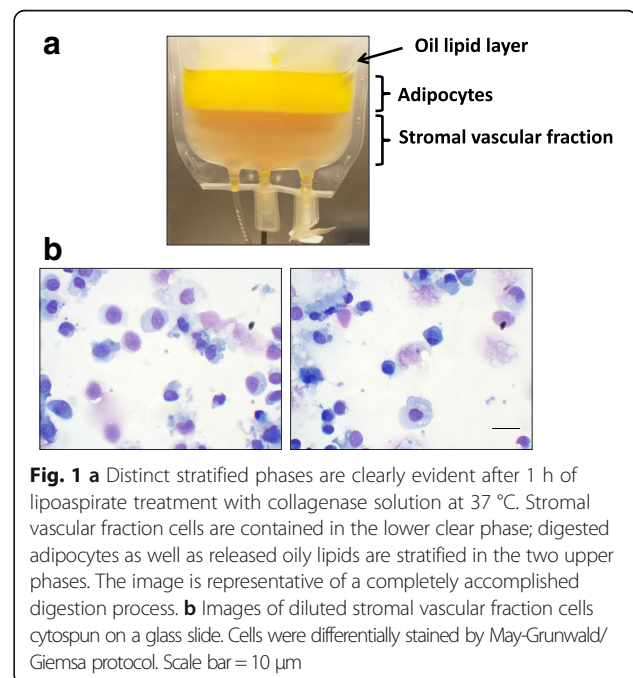 a
Oil lipid layer
Adipocytes
Stromal vascular fraction
b
Fig. 1 a Distinct stratified phases are clearly evident after 1 h of
lipoaspirate treatment with collagenase solution at 37 °C. Stromal
vascular fraction cells are contained in the lower clear phase; digested
adipocytes as well as released oily lipids are stratified in the two upper
phases. The image is representative of a completely accomplished
digestion process. b Images of diluted stromal vascular fraction cells
cytospun on a glass slide. Cells were differentially stained by May-Grunwald/
Giemsa protocol. Scale bar = 10 μm